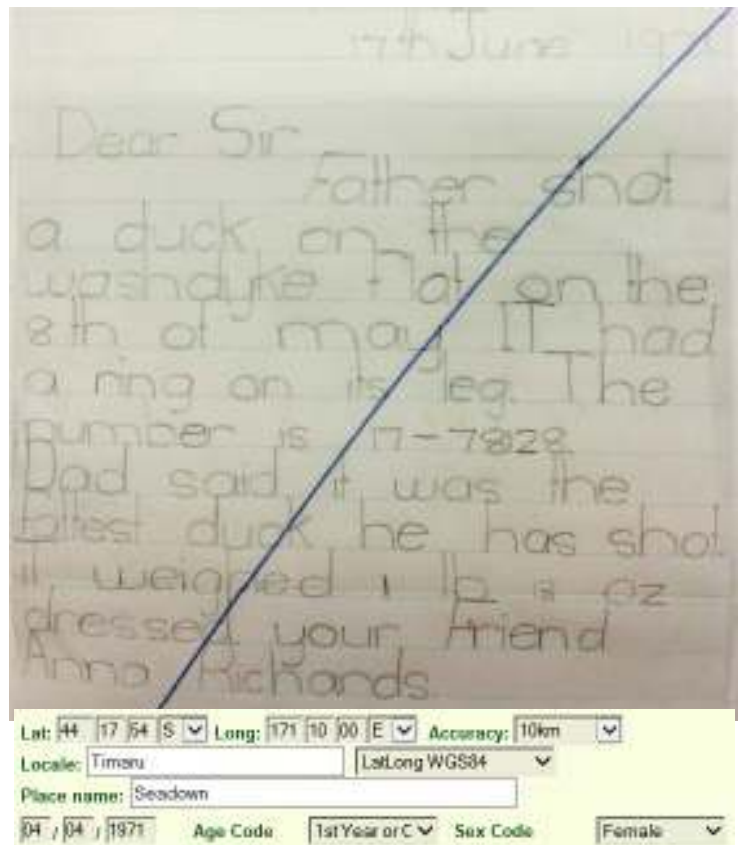 17th June 197
Dear Sir
Father shot
a duck on the
washdyke flat on the
8th of may IT had
a ring on its leg. The
number is 17-7828
Dad said it was the
fattest duck he has shot
it weighed 1 lb 8 oz
dressed your friend
Anna Richards.
Lat: 44 17 54 S Long: 171 10 00 E Accuracy: 10km
Locale: Timaru LatLong WGS84
Place name: Seadown
04 / 04 / 1971 Age Code 1st Year or C Sex Code Female